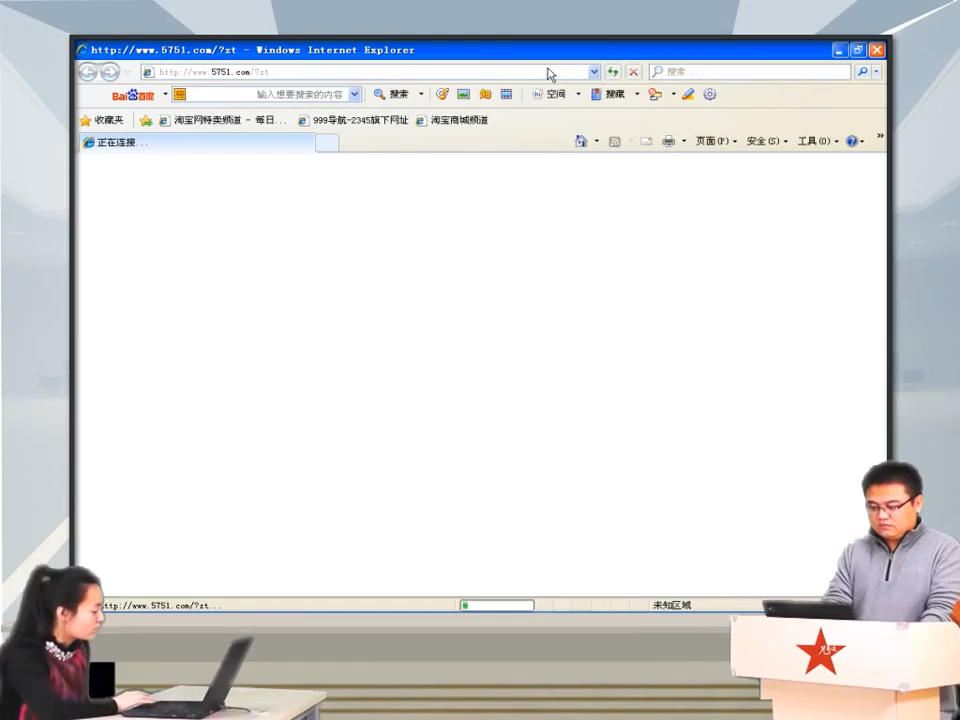 http://www.5751.com/?zt - Windows Internet Explorer
http://www.5751.com/?zt
搜索...
Bai百度
输入想要搜索的内容
搜索
空间
搜藏
收藏夹
淘宝网特卖频道 - 每日...
999导航-2345旗下网址
淘宝商城频道
正在连接...
页面(P)
安全(S)
工具(O)
»
http://www.5751.com/?zt...
未知区域